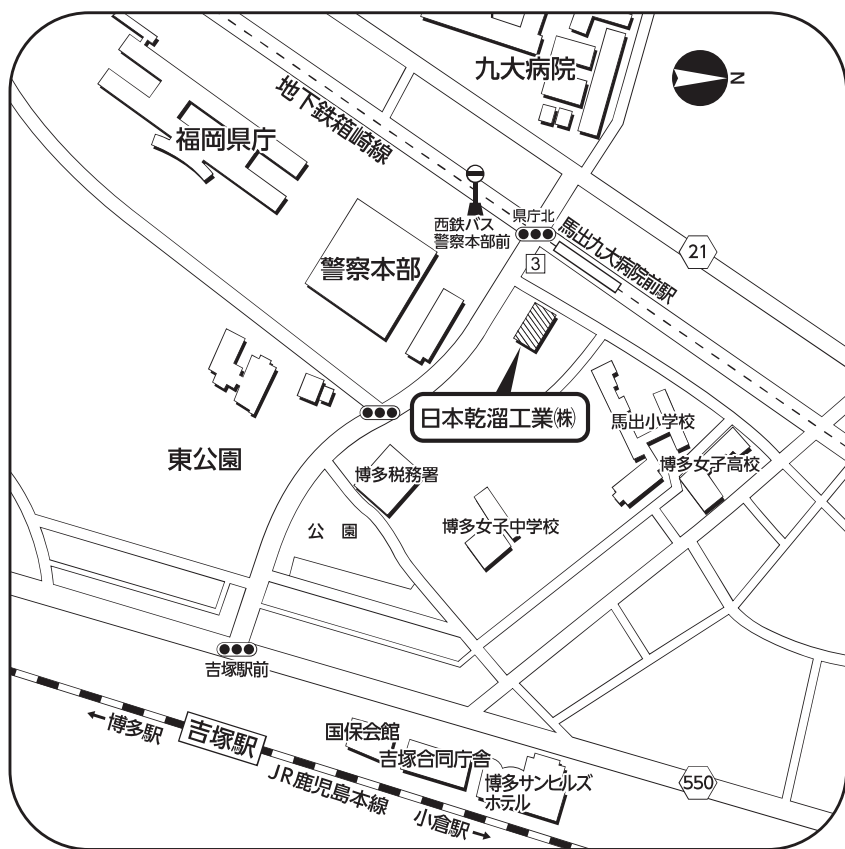 九大病院
N
地下鉄箱崎線
福岡県庁
西鉄バス
警察本部前
県庁北
21
馬出九大病院前駅
3
警察本部
日本乾溜工業㈱
馬出小学校
東公園
博多税務署
博多女子高校
公 園
博多女子中学校
吉塚駅前
←博多駅
吉塚駅
国保会館
吉塚合同庁舎
JR鹿児島本線
博多サンヒルズ
ホテル
550
小倉駅→